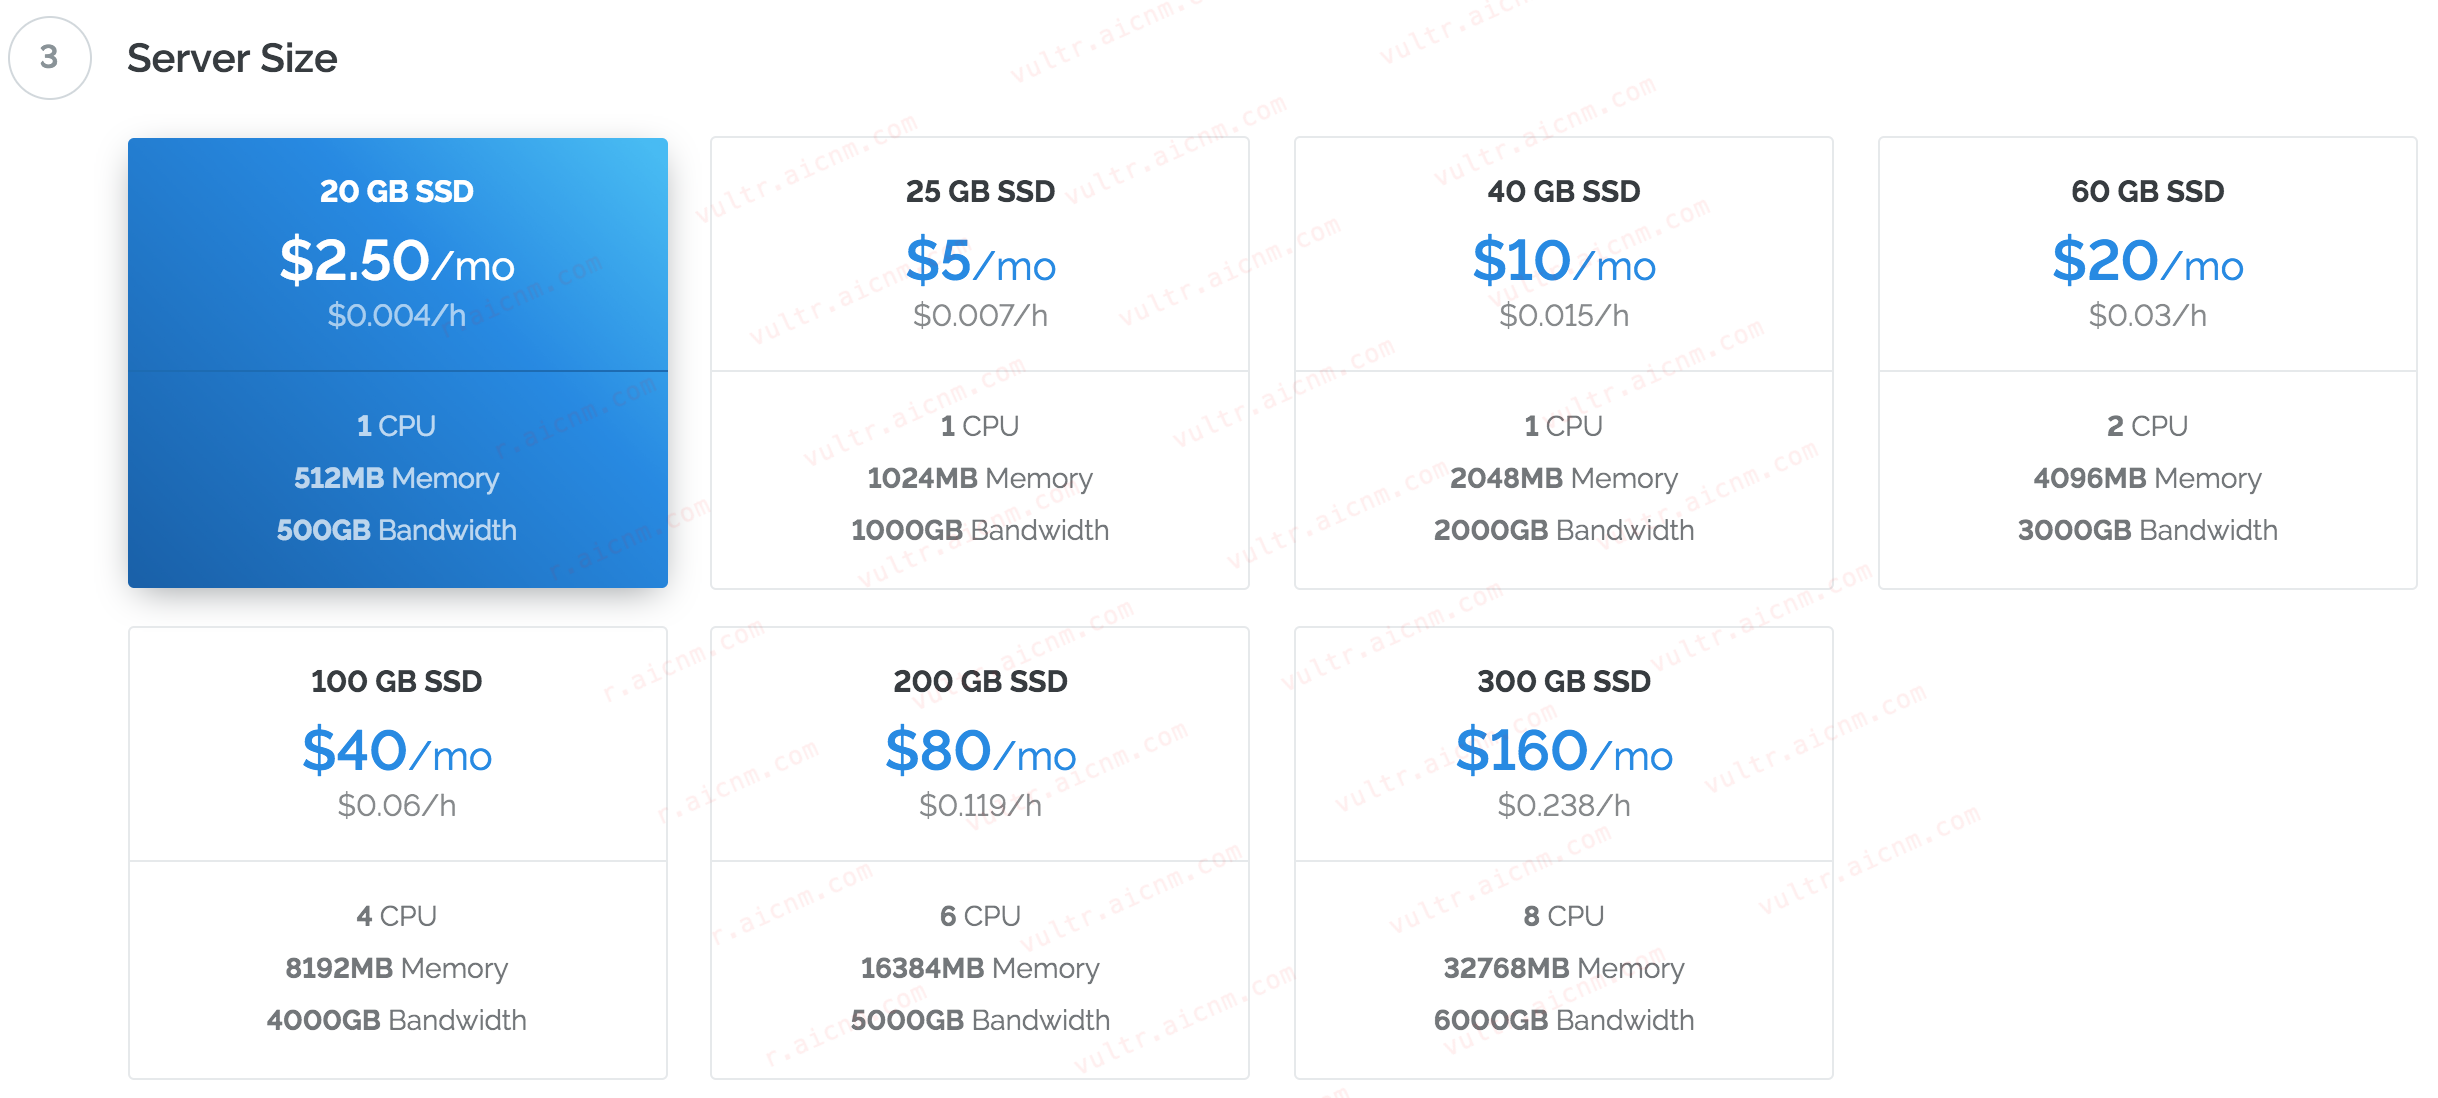 3
Server Size
20 GB SSD
$2.50/mo
$0.004/h
1 CPU
512MB Memory
500GB Bandwidth
25 GB SSD
$5/mo
$0.007/h
1 CPU
1024MB Memory
1000GB Bandwidth
40 GB SSD
$10/mo
$0.015/h
1 CPU
2048MB Memory
2000GB Bandwidth
60 GB SSD
$20/mo
$0.03/h
2 CPU
4096MB Memory
3000GB Bandwidth
100 GB SSD
$40/mo
$0.06/h
4 CPU
8192MB Memory
4000GB Bandwidth
200 GB SSD
$80/mo
$0.119/h
6 CPU
16384MB Memory
5000GB Bandwidth
300 GB SSD
$160/mo
$0.238/h
8 CPU
32768MB Memory
6000GB Bandwidth
vultr.aicnm.com